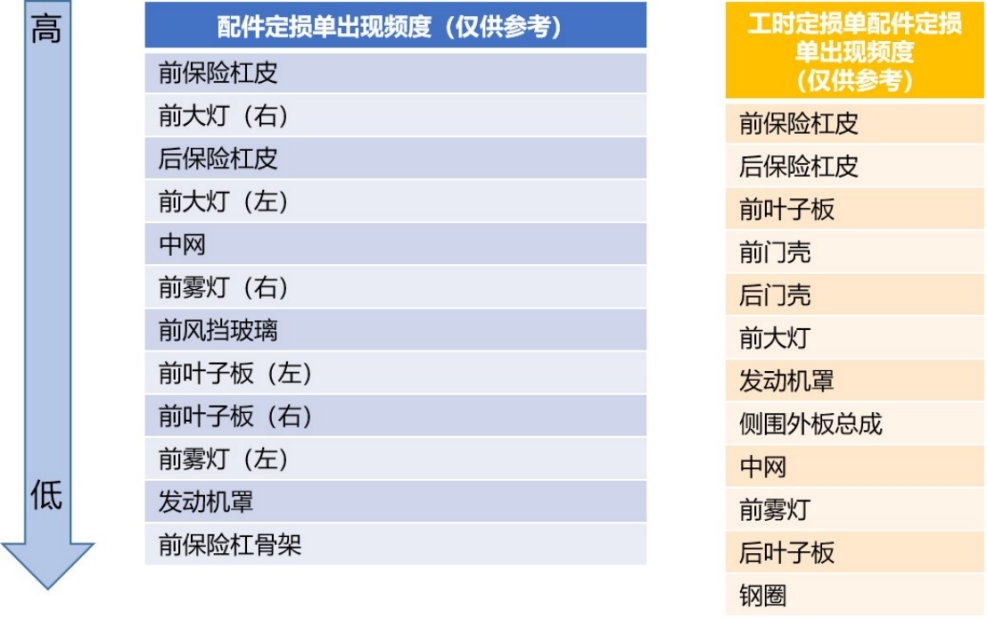 高
低
配件定损单出现频度（仅供参考）
前保险杠皮
前大灯（右）
后保险杠皮
前大灯（左）
中网
前雾灯（右）
前风挡玻璃
前叶子板（左）
前叶子板（右）
前雾灯（左）
发动机罩
前保险杠骨架
工时定损单配件定损
单出现频度
（仅供参考）
前保险杠皮
后保险杠皮
前叶子板
前门壳
后门壳
前大灯
发动机罩
侧围外板总成
中网
前雾灯
后叶子板
钢圈